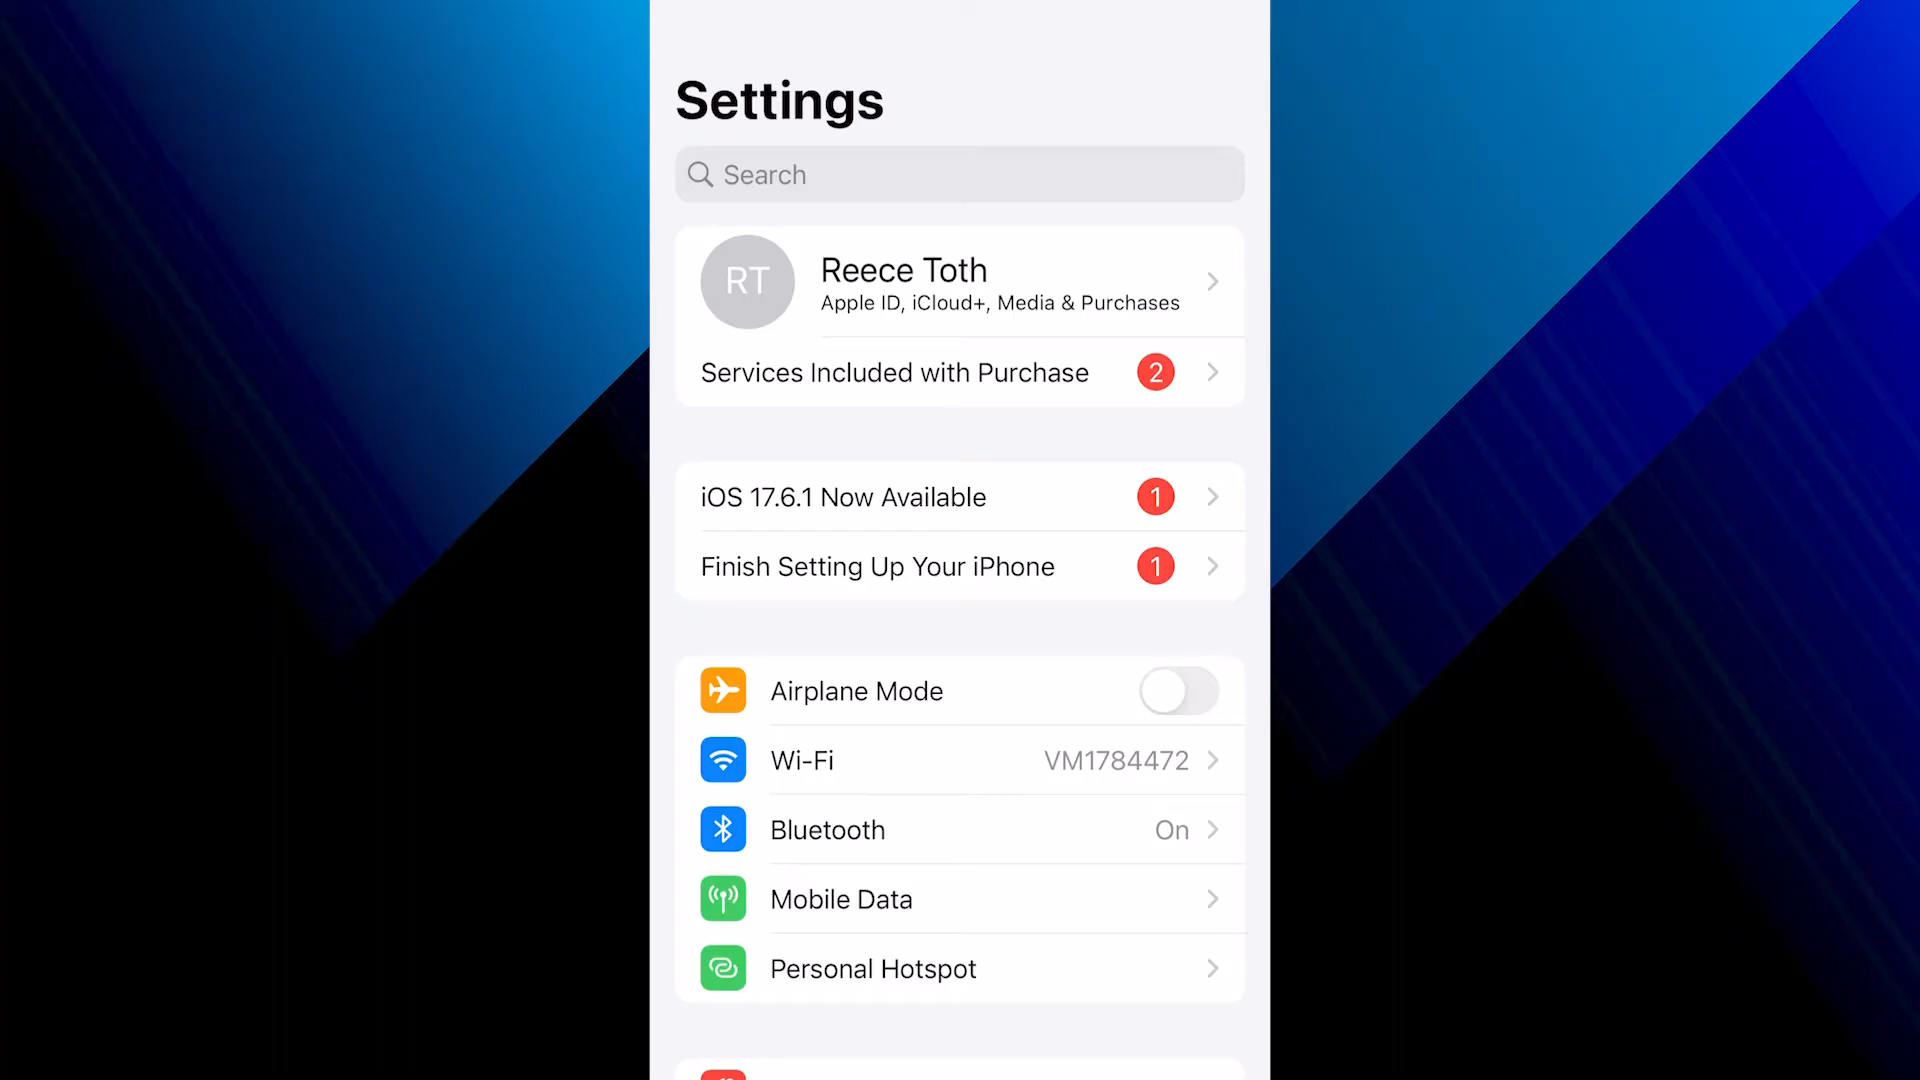 Settings
Search
RT
Reece Toth
Apple ID, iCloud+, Media & Purchases
Services Included with Purchase 2
iOS 17.6.1 Now Available 1
Finish Setting Up Your iPhone 1
Airplane Mode
Wi-Fi VM1784472
Bluetooth On
Mobile Data
Personal Hotspot